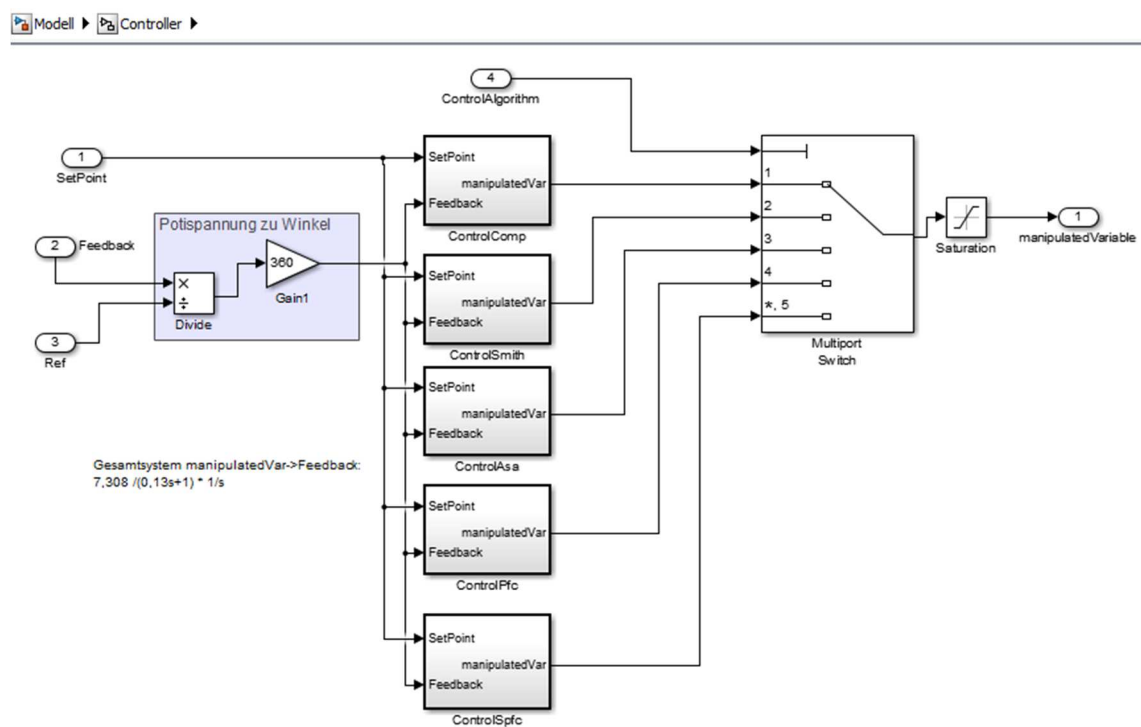 Modell Controller
4
ControlAlgorithm
1
SetPoint
Potispannung zu Winkel
2
Feedback
×
÷
Divide
360
Gain1
3
Ref
SetPoint
manipulatedVar
Feedback
ControlComp
SetPoint
manipulatedVar
Feedback
ControlSmith
SetPoint
manipulatedVar
Feedback
ControlAsa
SetPoint
manipulatedVar
Feedback
ControlPfc
SetPoint
manipulatedVar
Feedback
ControlSpfc
1
2
3
4
*, 5
Multiport
Switch
Saturation
1
manipulatedVariable
Gesamtsystem manipulatedVar->Feedback:
7,308 /(0,13s+1) * 1/s